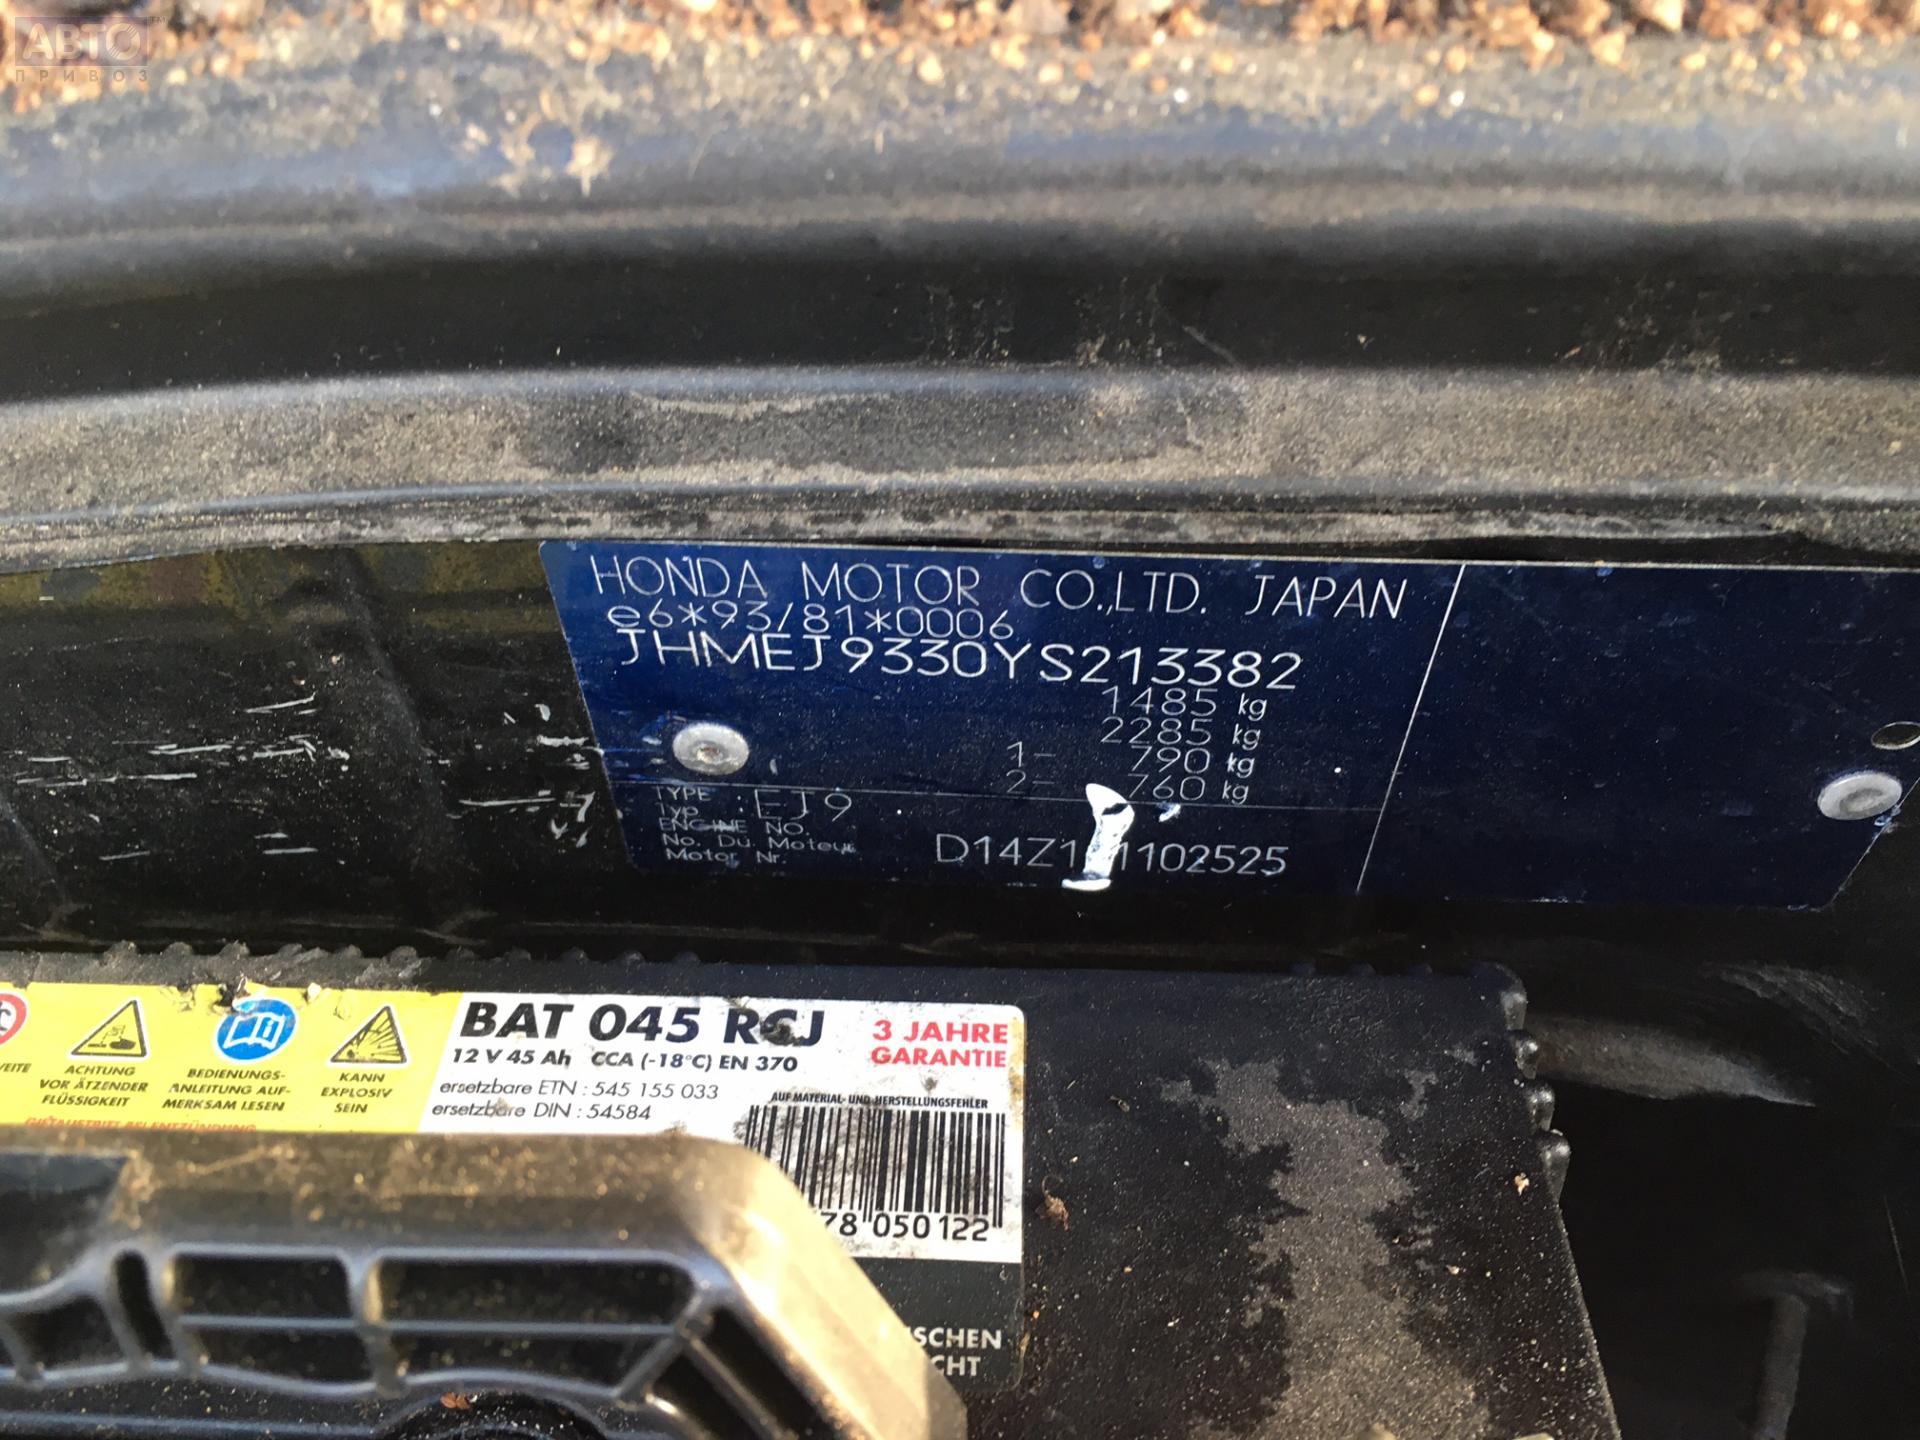 АВТО
ПРИВОЗ
HONDA MOTOR CO.,LTD. JAPAN
e6*93/81*0006
JHMEJ9330YS213382
1485 kg
2285 kg
1- 790 kg
2- 760 kg
TYPE
Typ : EJ9
ENGINE NO.
No. Du. Moteur
Motor Nr.
D14Z1 1102525
BAT 045 RCJ
12 V 45 Ah CCA (-18°C) EN 370
ersetzbare ETN : 545 155 033
ersetzbare DIN : 54584
3 JAHRE
GARANTIE
AUF MATERIAL- UND HERSTELLUNGSFEHLER
78 050122
ACHTUNG
VOR ÄTZENDER
FLÜSSIGKEIT
BEDIENUNGS-
ANLEITUNG AUF-
MERKSAM LESEN
KANN
EXPLOSIV
SEIN